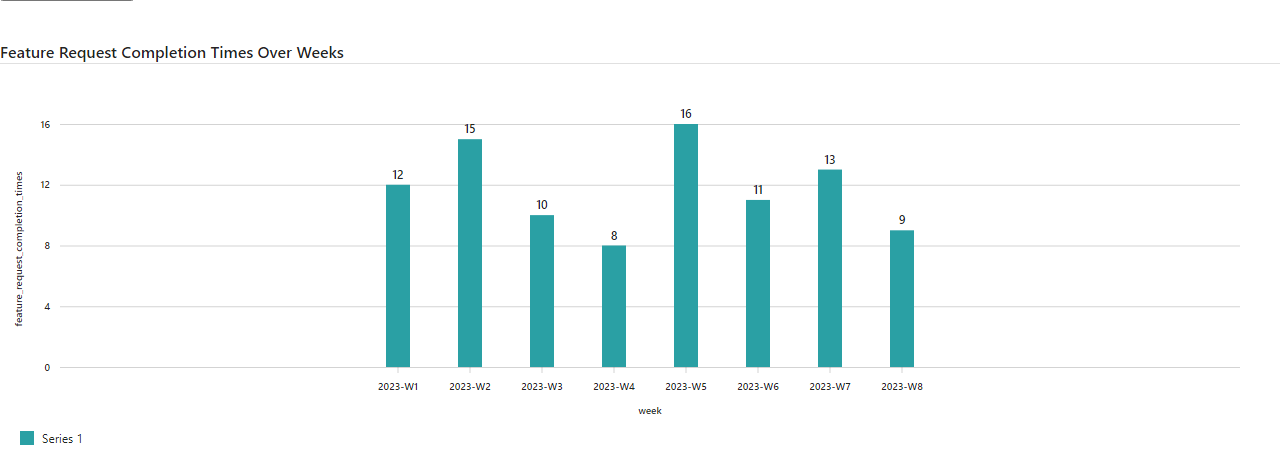 Feature Request Completion Times Over Weeks
16
15
16
12
12
13
10
11
8
8
9
4
0
feature_request_completion_times
2023-W1 2023-W2 2023-W3 2023-W4 2023-W5 2023-W6 2023-W7 2023-W8
week
Series 1